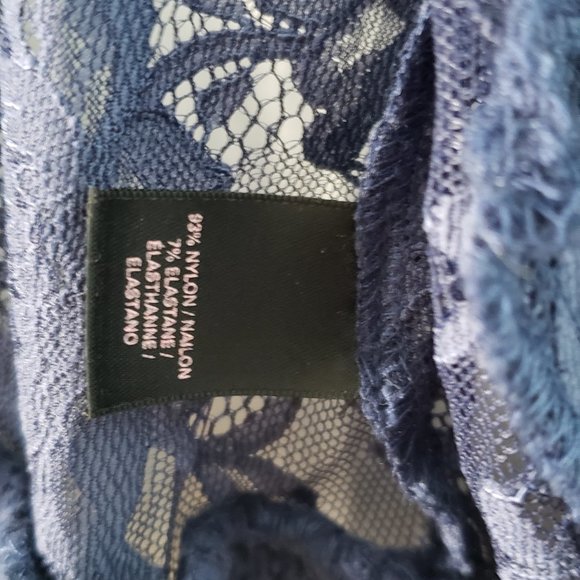 93% NYLON / NAILON
7% ELASTANE /
ÉLASTHANNE /
ELASTANO